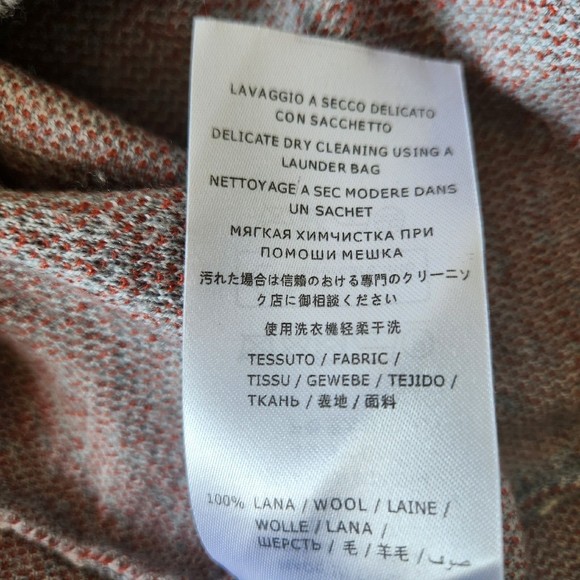 LAVAGGIO A SECCO DELICATO
CON SACCHETTO
DELICATE DRY CLEANING USING A
LAUNDER BAG
NETTOYAGE A SEC MODERE DANS
UN SACHET
МЯГКАЯ ХИМЧИСТКА ПРИ
ПОМОШИ МЕШКА
汚れた場合は信頼のおける専門のクリーニン
ク店に御相談ください
使用洗衣機轻柔干洗
TESSUTO / FABRIC /
TISSU / GEWEBE / TEJIDO /
ТКАНЬ / 表地 / 面料
100% LANA / WOOL / LAINE /
WOLLE / LANA /
ШЕРСТЬ / 毛 / 羊毛 / صوف